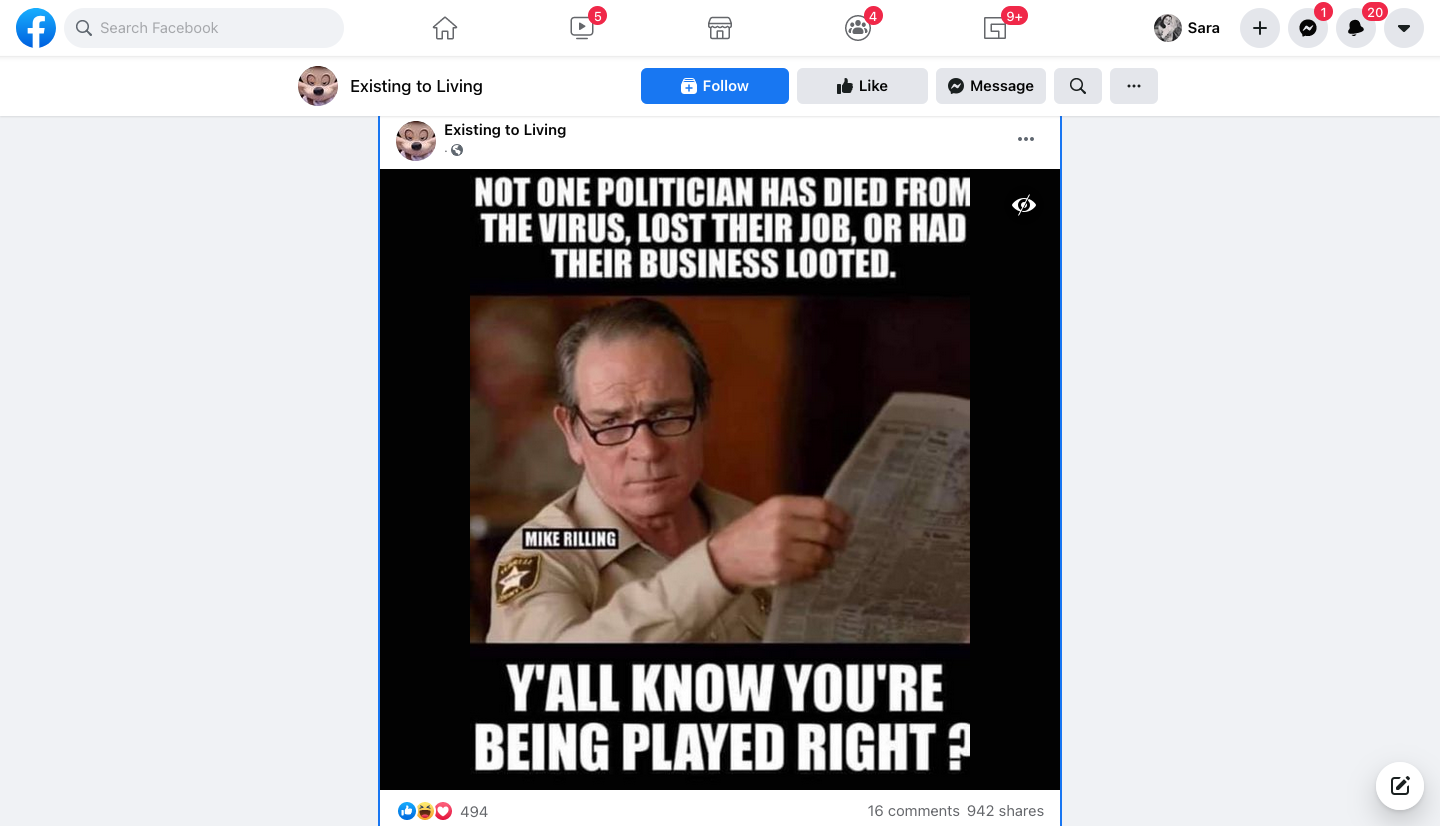 Search Facebook
5
4
9+
Sara
1
20
Existing to Living
Follow
Like
Message
Existing to Living
NOT ONE POLITICIAN HAS DIED FROM
THE VIRUS, LOST THEIR JOB, OR HAD
THEIR BUSINESS LOOTED.
MIKE RILLING
Y'ALL KNOW YOU'RE
BEING PLAYED RIGHT ?
494
16 comments 942 shares